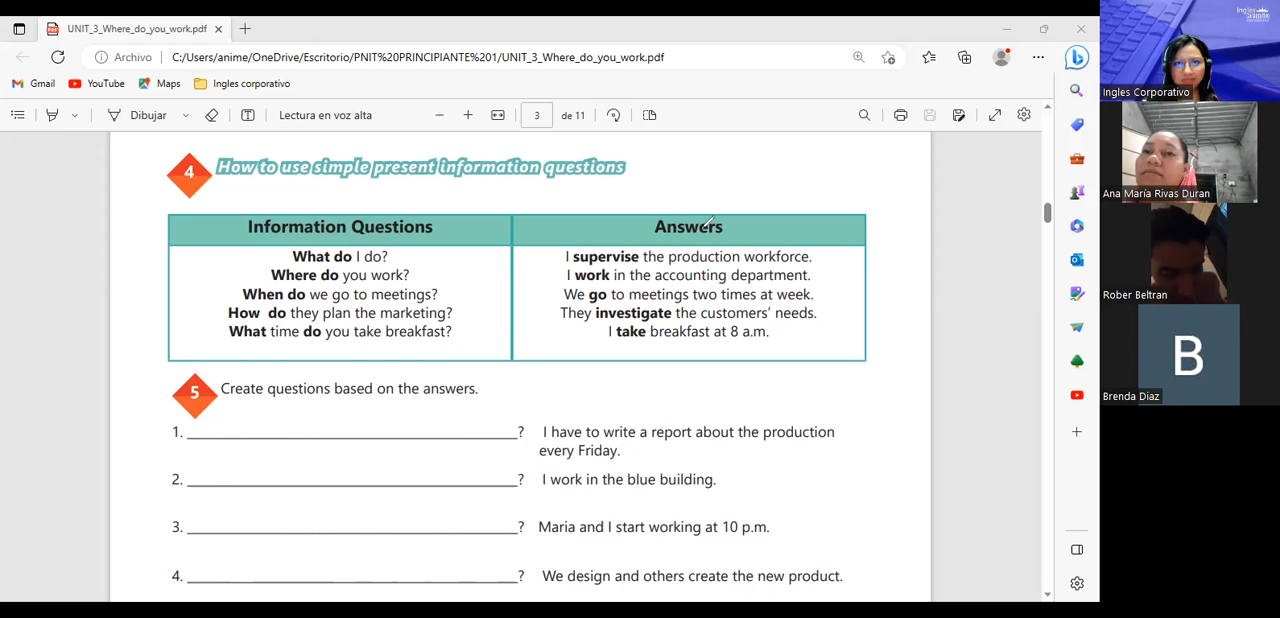 UNIT_3_Where_do_you_work.pdf
Archivo
C:/Users/anime/OneDrive/Escritorio/PNIT%20PRINCIPIANTE%201/UNIT_3_Where_do_you_work.pdf
Gmail
YouTube
Maps
Ingles corporativo
Dibujar
Lectura en voz alta
3
de 11
4
How to use simple present information questions
Information Questions
Answers
What do I do?
I supervise the production workforce.
Where do you work?
I work in the accounting department.
When do we go to meetings?
We go to meetings two times at week.
How do they plan the marketing?
They investigate the customers’ needs.
What time do you take breakfast?
I take breakfast at 8 a.m.
5
Create questions based on the answers.
1. ________________________________________? I have to write a report about the production
every Friday.
2. ________________________________________? I work in the blue building.
3. ________________________________________? Maria and I start working at 10 p.m.
4. ________________________________________? We design and others create the new product.
Ingles Corporativo
Ana María Rivas Duran
Rober Beltran
B
Brenda Diaz